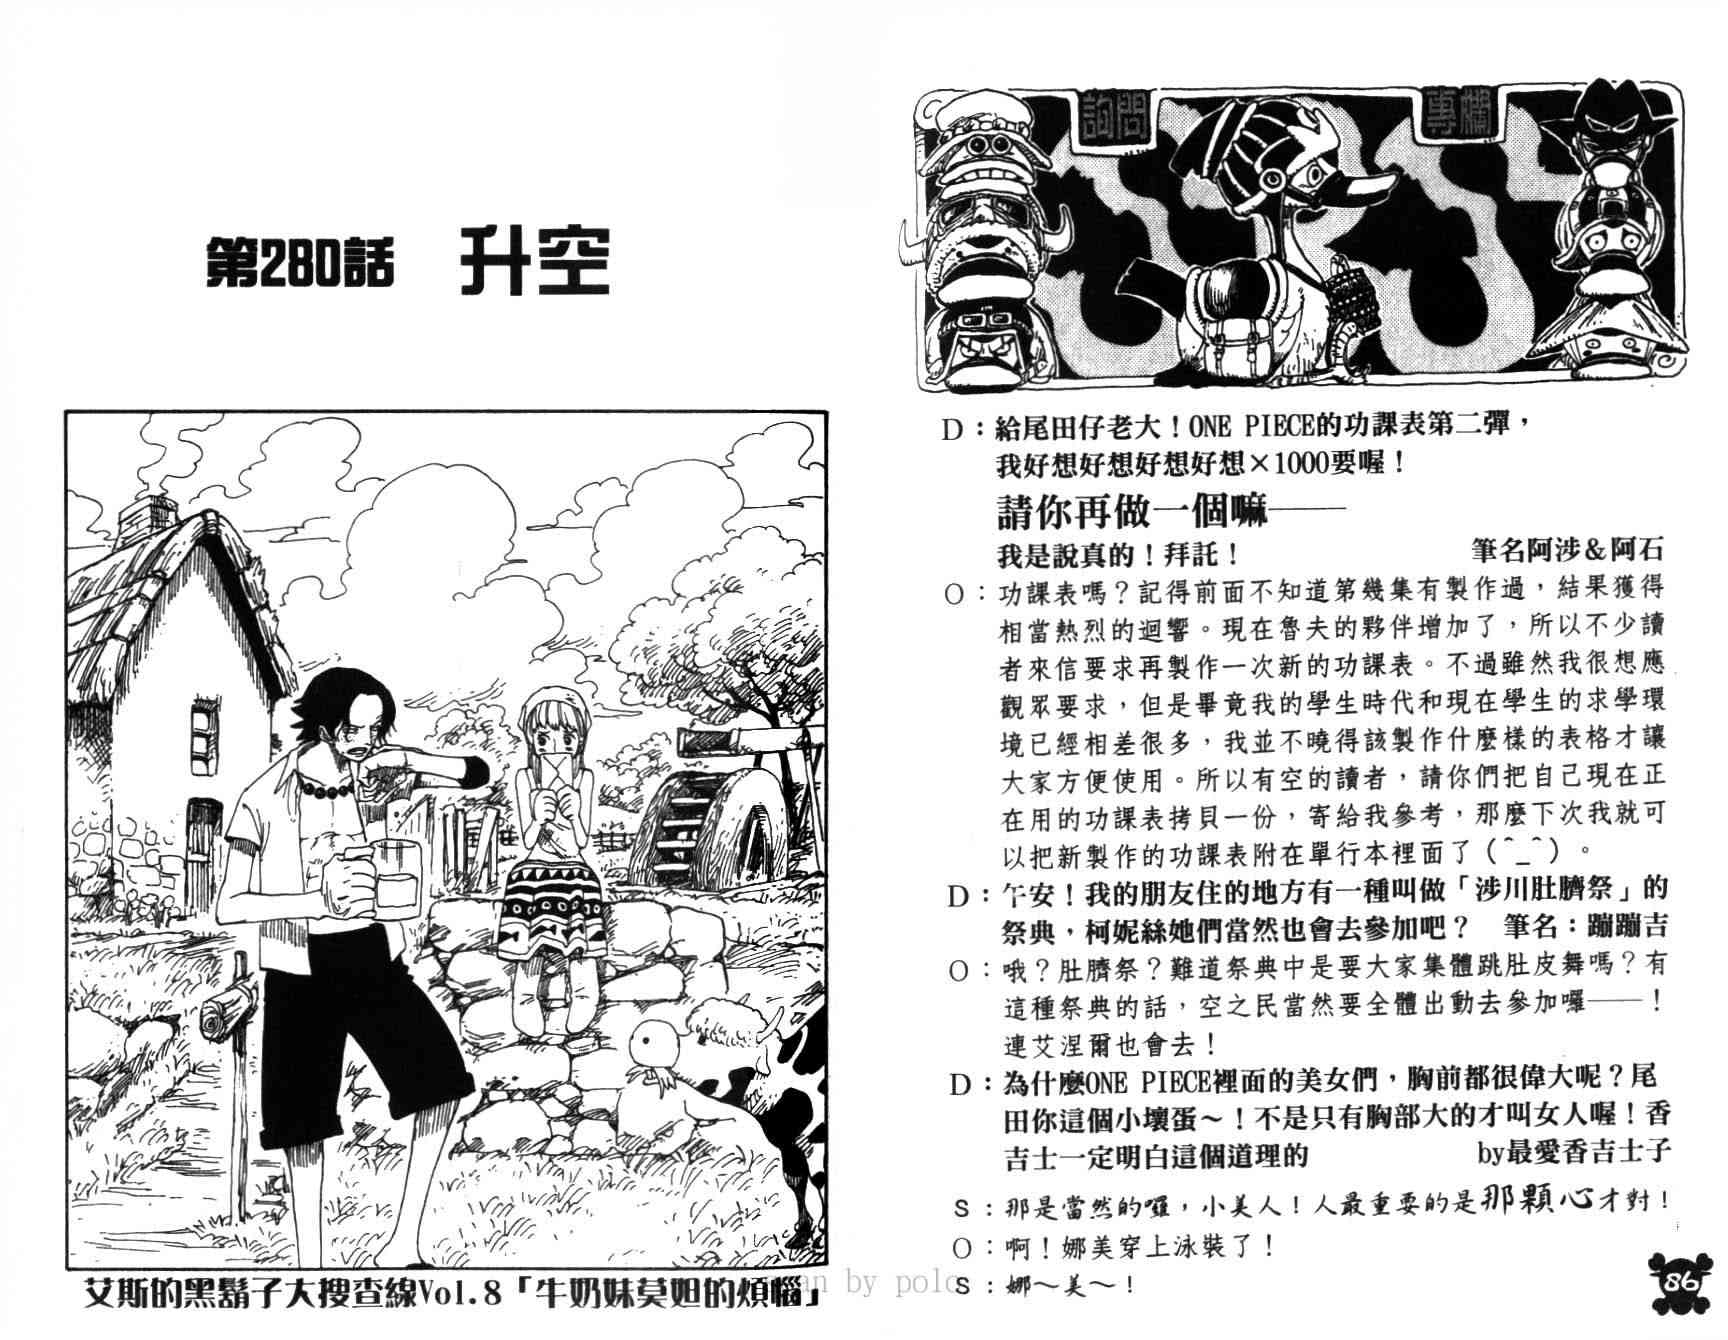 詢問
專欄
D：給尾田仔老大！ONE PIECE的功課表第二彈，
我好想好想好想好想×1000要喔！
請你再做一個嘛——
我是說真的！拜託！ 筆名阿涉＆阿石
O：功課表嗎？記得前面不知道第幾集有製作過，結果獲得
相當熱烈的迴響。現在魯夫的夥伴增加了，所以不少讀
者來信要求再製作一次新的功課表。不過雖然我很想應
觀眾要求，但是畢竟我的學生時代和現在學生的求學環
境已經相差很多，我並不曉得該製作什麼樣的表格才讓
大家方便使用。所以有空的讀者，請你們把自己現在正
在用的功課表拷貝一份，寄給我參考，那麼下次我就可
以把新製作的功課表附在單行本裡面了（ˆ_ˆ）。
D：午安！我的朋友住的地方有一種叫做「涉川肚臍祭」的
祭典，柯妮絲她們當然也會去參加吧？ 筆名：蹦蹦吉
O：哦？肚臍祭？難道祭典中是要大家集體跳肚皮舞嗎？有
這種祭典的話，空之民當然要全體出動去參加囉——！
連艾涅爾也會去！
D：為什麼ONE PIECE裡面的美女們，胸前都很偉大呢？尾
田你這個小壞蛋～！不是只有胸部大的才叫女人喔！香
吉士一定明白這個道理的 by最愛香吉士子
S：那是當然的囉，小美人！人最重要的是那顆心才對！
O：啊！娜美穿上泳裝了！
S：娜～美～！
86
第280話 升空
艾斯的黑鬍子大搜查線Vol.8「牛奶妹莫妲的煩惱」
by polo